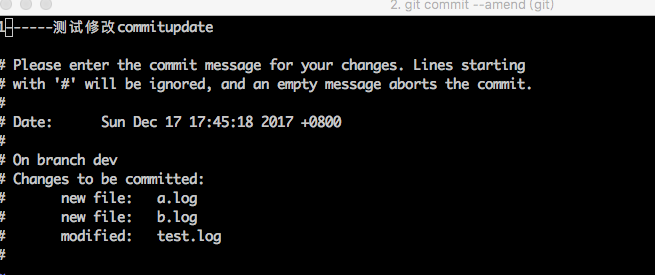 2. git commit --amend (git)
1------测试修改commitupdate
# Please enter the commit message for your changes. Lines starting
# with '#' will be ignored, and an empty message aborts the commit.
#
# Date:      Sun Dec 17 17:45:18 2017 +0800
#
# On branch dev
# Changes to be committed:
#       new file:   a.log
#       new file:   b.log
#       modified:   test.log
#